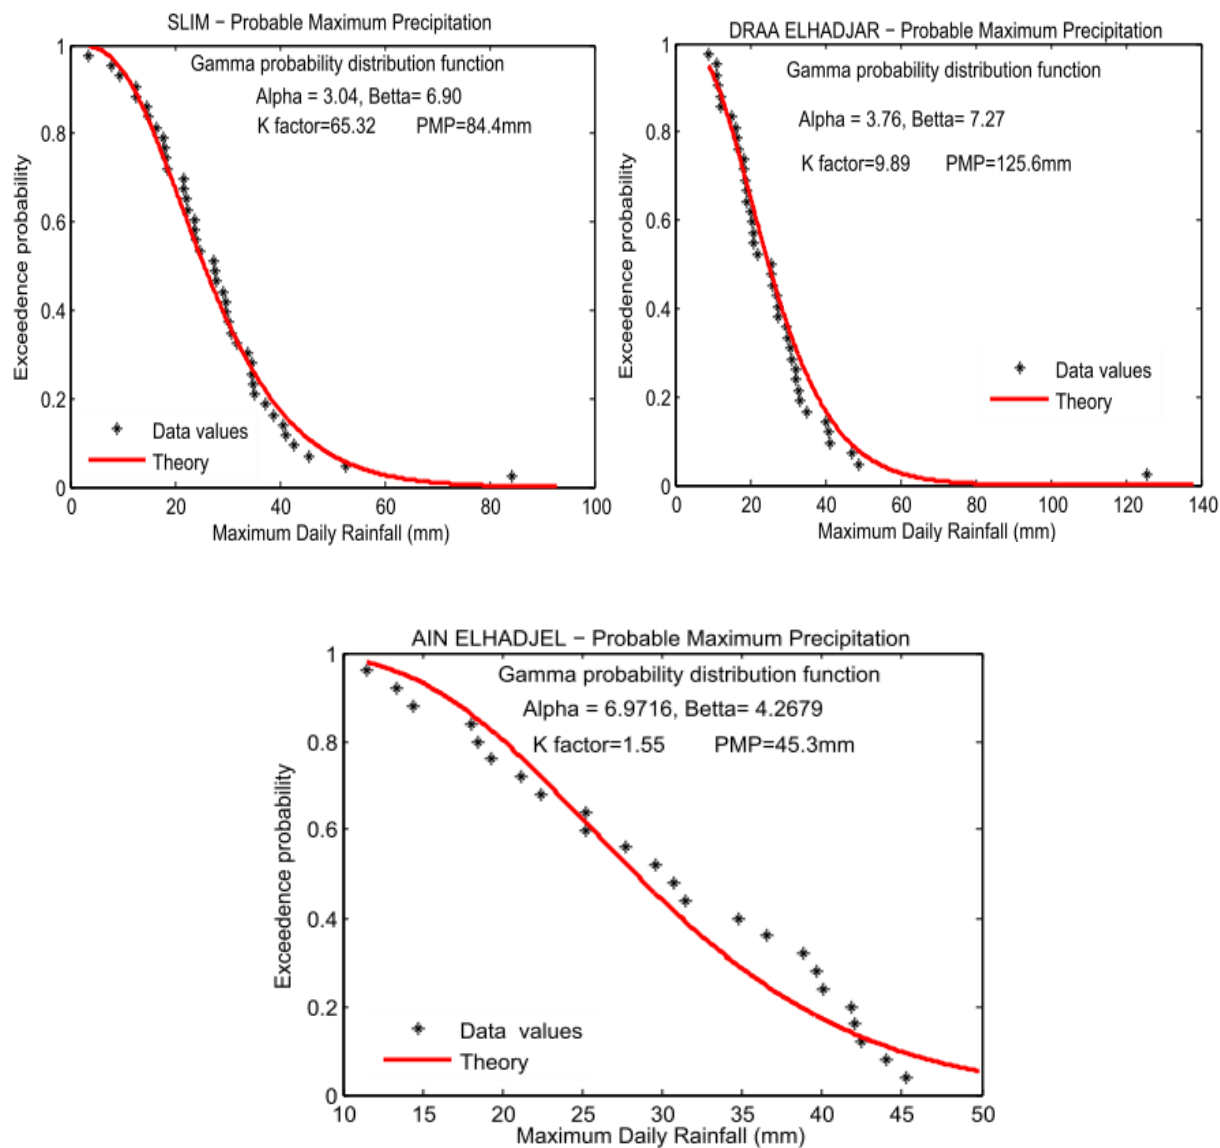 SLIM − Probable Maximum Precipitation
Gamma probability distribution function
Alpha = 3.04, Betta= 6.90
K factor=65.32 PMP=84.4mm
Exceedence probability
1
0.8
0.6
0.4
0.2
0
Data values
Theory
20 40 60 80 100
Maximum Daily Rainfall (mm)
DRAA ELHADJAR − Probable Maximum Precipitation
Gamma probability distribution function
Alpha = 3.76, Betta= 7.27
K factor=9.89 PMP=125.6mm
Exceedence probability
1
0.8
0.6
0.4
0.2
0
Data values
Theory
0 20 40 60 80 100 120 140
Maximum Daily Rainfall (mm)
AIN ELHADJEL − Probable Maximum Precipitation
Gamma probability distribution function
Alpha = 6.9716, Betta= 4.2679
K factor=1.55 PMP=45.3mm
Exceedence probability
1
0.8
0.6
0.4
0.2
0
Data values
Theory
10 15 20 25 30 35 40 45 50
Maximum Daily Rainfall (mm)